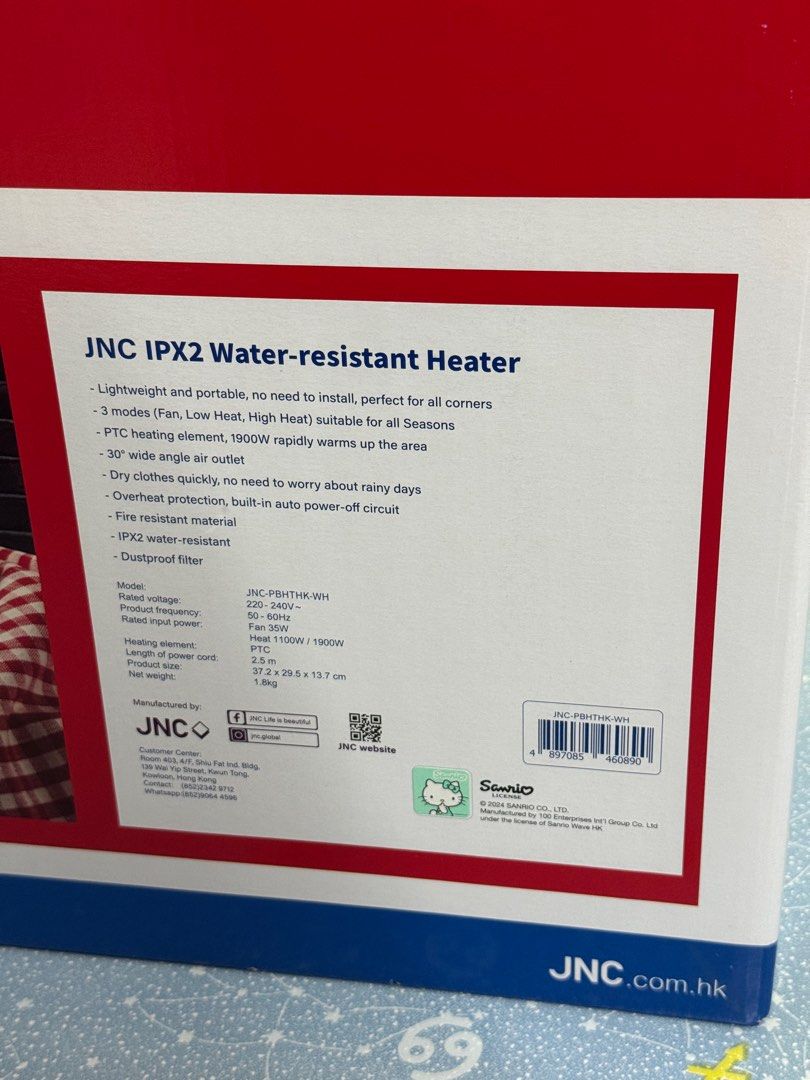 JNC IPX2 Water-resistant Heater
- Lightweight and portable, no need to install, perfect for all corners
- 3 modes (Fan, Low Heat, High Heat) suitable for all Seasons
- PTC heating element, 1900W rapidly warms up the area
- 30° wide angle air outlet
- Dry clothes quickly, no need to worry about rainy days
- Overheat protection, built-in auto power-off circuit
- Fire resistant material
- IPX2 water-resistant
- Dustproof filter
Model: JNC-PBHTHK-WH
Rated voltage: 220 - 240V~
Product frequency: 50 - 60Hz
Rated input power: Fan 35W
Heat 1100W / 1900W
Heating element: PTC
Length of power cord: 2.5 m
Product size: 37.2 x 29.5 x 13.7 cm
Net weight: 1.8kg
Manufactured by:
JNC
JNC Life is beautiful
jnc.global
JNC website
Customer Center:
Room 403, 4/F, Shiu Fat Ind. Bldg,
139 Wai Yip Street, Kwun Tong,
Kowloon, Hong Kong
Contact: (852)2342 9712
Whatsapp:(852)9064 4596
JNC-PBHTHK-WH
4 897085 460890
Sanrio
Sanrio
LICENSE
© 2024 SANRIO CO., LTD.
Manufactured by 100 Enterprises Int'l Group Co. Ltd
under the license of Sanrio Wave HK
JNC.com.hk